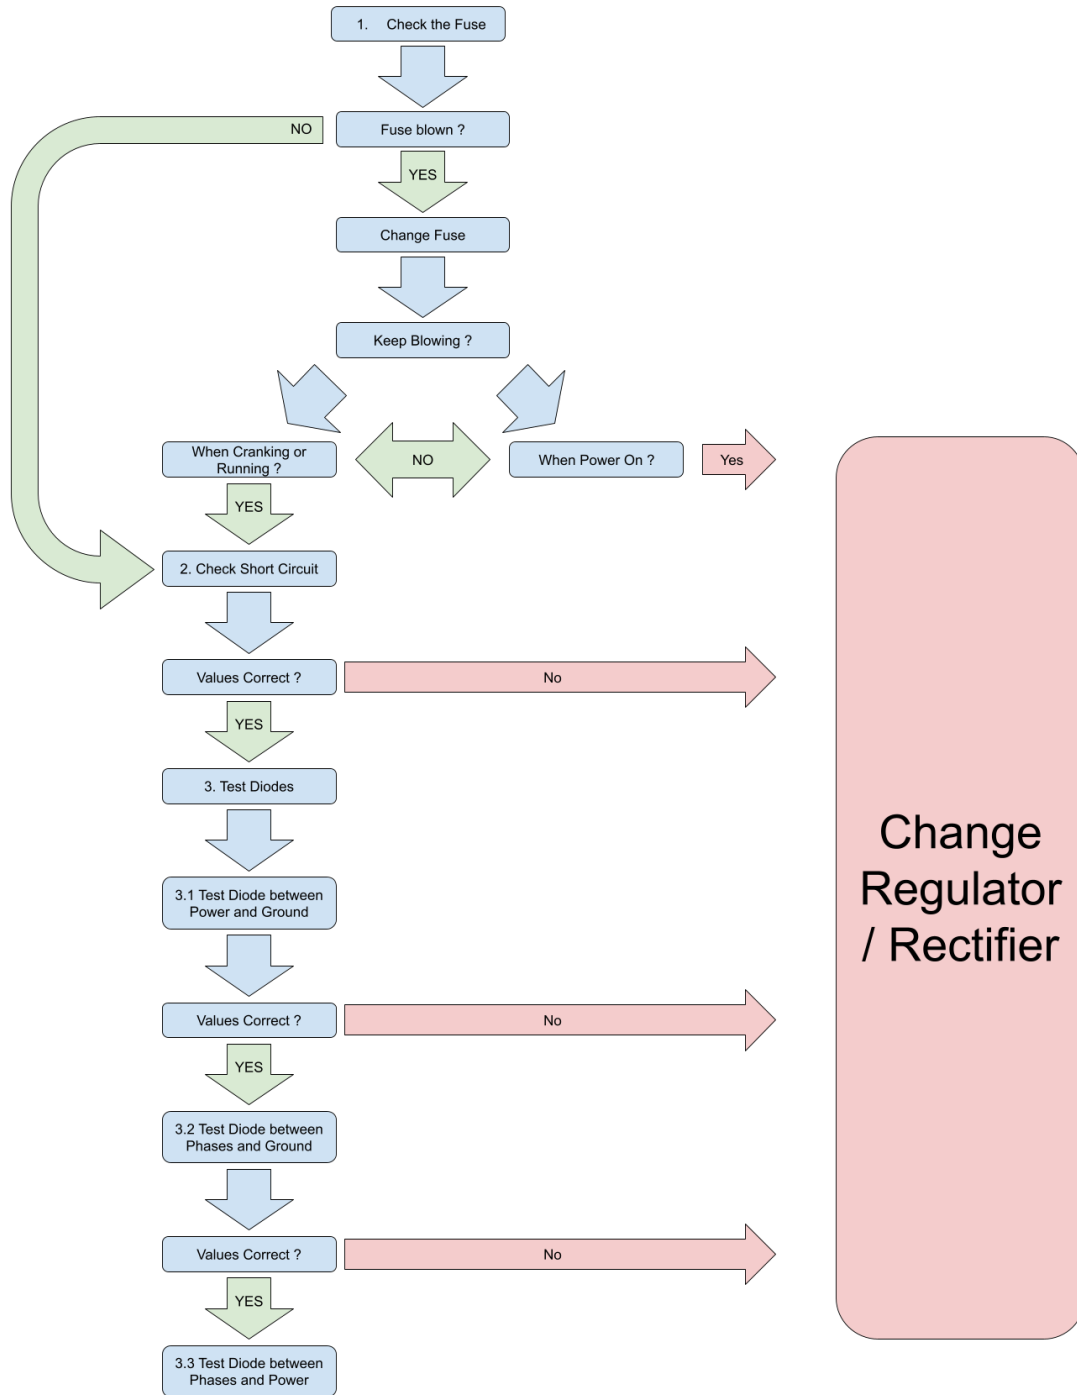 1. Check the Fuse
NO
Fuse blown ?
YES
Change Fuse
Keep Blowing ?
When Cranking or
Running ?
NO
When Power On ?
Yes
YES
2. Check Short Circuit
Values Correct ?
No
YES
3. Test Diodes
Change
Regulator
/ Rectifier
3.1 Test Diode between
Power and Ground
Values Correct ?
No
YES
3.2 Test Diode between
Phases and Ground
Values Correct ?
No
YES
3.3 Test Diode between
Phases and Power